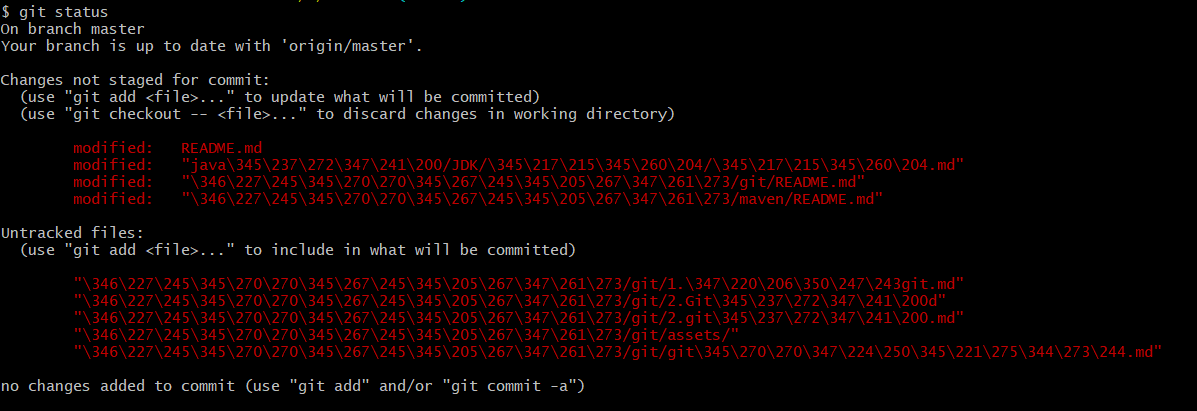 $ git status
On branch master
Your branch is up to date with 'origin/master'.
Changes not staged for commit:
(use "git add <file>..." to update what will be committed)
(use "git checkout -- <file>..." to discard changes in working directory)
modified: README.md
modified: "java\345\237\272\347\241\200/JDK/\345\217\215\345\260\204/\345\217\215\345\260\204.md"
modified: "\346\227\245\345\270\270\345\267\245\345\205\267\347\261\273/git/README.md"
modified: "\346\227\245\345\270\270\345\267\245\345\205\267\347\261\273/maven/README.md"
Untracked files:
(use "git add <file>..." to include in what will be committed)
"\346\227\245\345\270\270\345\267\245\345\205\267\347\261\273/git/1.\347\220\206\350\247\243git.md"
"\346\227\245\345\270\270\345\267\245\345\205\267\347\261\273/git/2.Git\345\237\272\347\241\200d"
"\346\227\245\345\270\270\345\267\245\345\205\267\347\261\273/git/2.git\345\237\272\347\241\200.md"
"\346\227\245\345\270\270\345\267\245\345\205\267\347\261\273/git/assets/"
"\346\227\245\345\270\270\345\267\245\345\205\267\347\261\273/git/git\345\270\270\347\224\250\345\221\275\344\273\244.md"
no changes added to commit (use "git add" and/or "git commit -a")